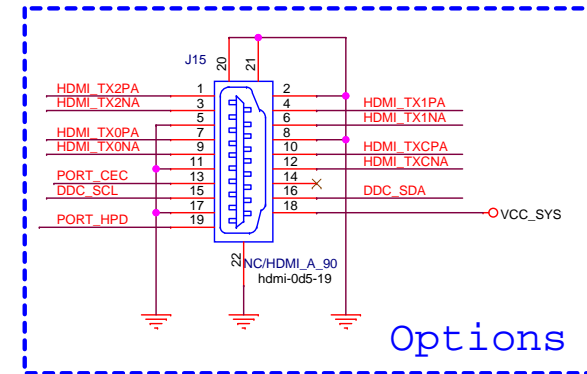 J15
20
21
HDMI_TX2PA 1 2
HDMI_TX2NA 3 4 HDMI_TX1PA
5 6 HDMI_TX1NA
HDMI_TX0PA 7 8
HDMI_TX0NA 9 10 HDMI_TXCPA
11 12 HDMI_TXCNA
PORT_CEC 13 14
DDC_SCL 15 16 DDC_SDA
17 18 VCC_SYS
PORT_HPD 19
22
NC/HDMI_A_90
hdmi-0d5-19
Options